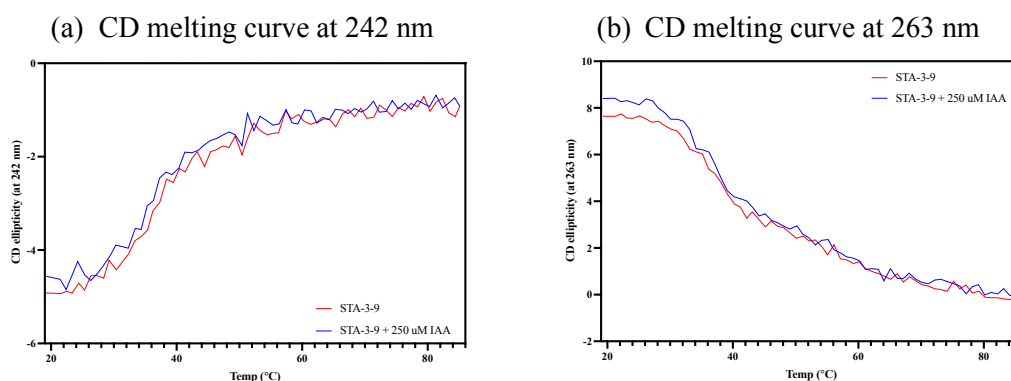 (a) CD melting curve at 242 nm
0
-2
-4
-6
CD ellipticity (at 242 nm)
20 40 60 80
Temp (°C)
STA-3-9
STA-3-9 + 250 uM IAA
(b) CD melting curve at 263 nm
10
8
6
4
2
0
-2
CD ellipticity (at 263 nm)
20 40 60 80
Temp (°C)
STA-3-9
STA-3-9 + 250 uM IAA